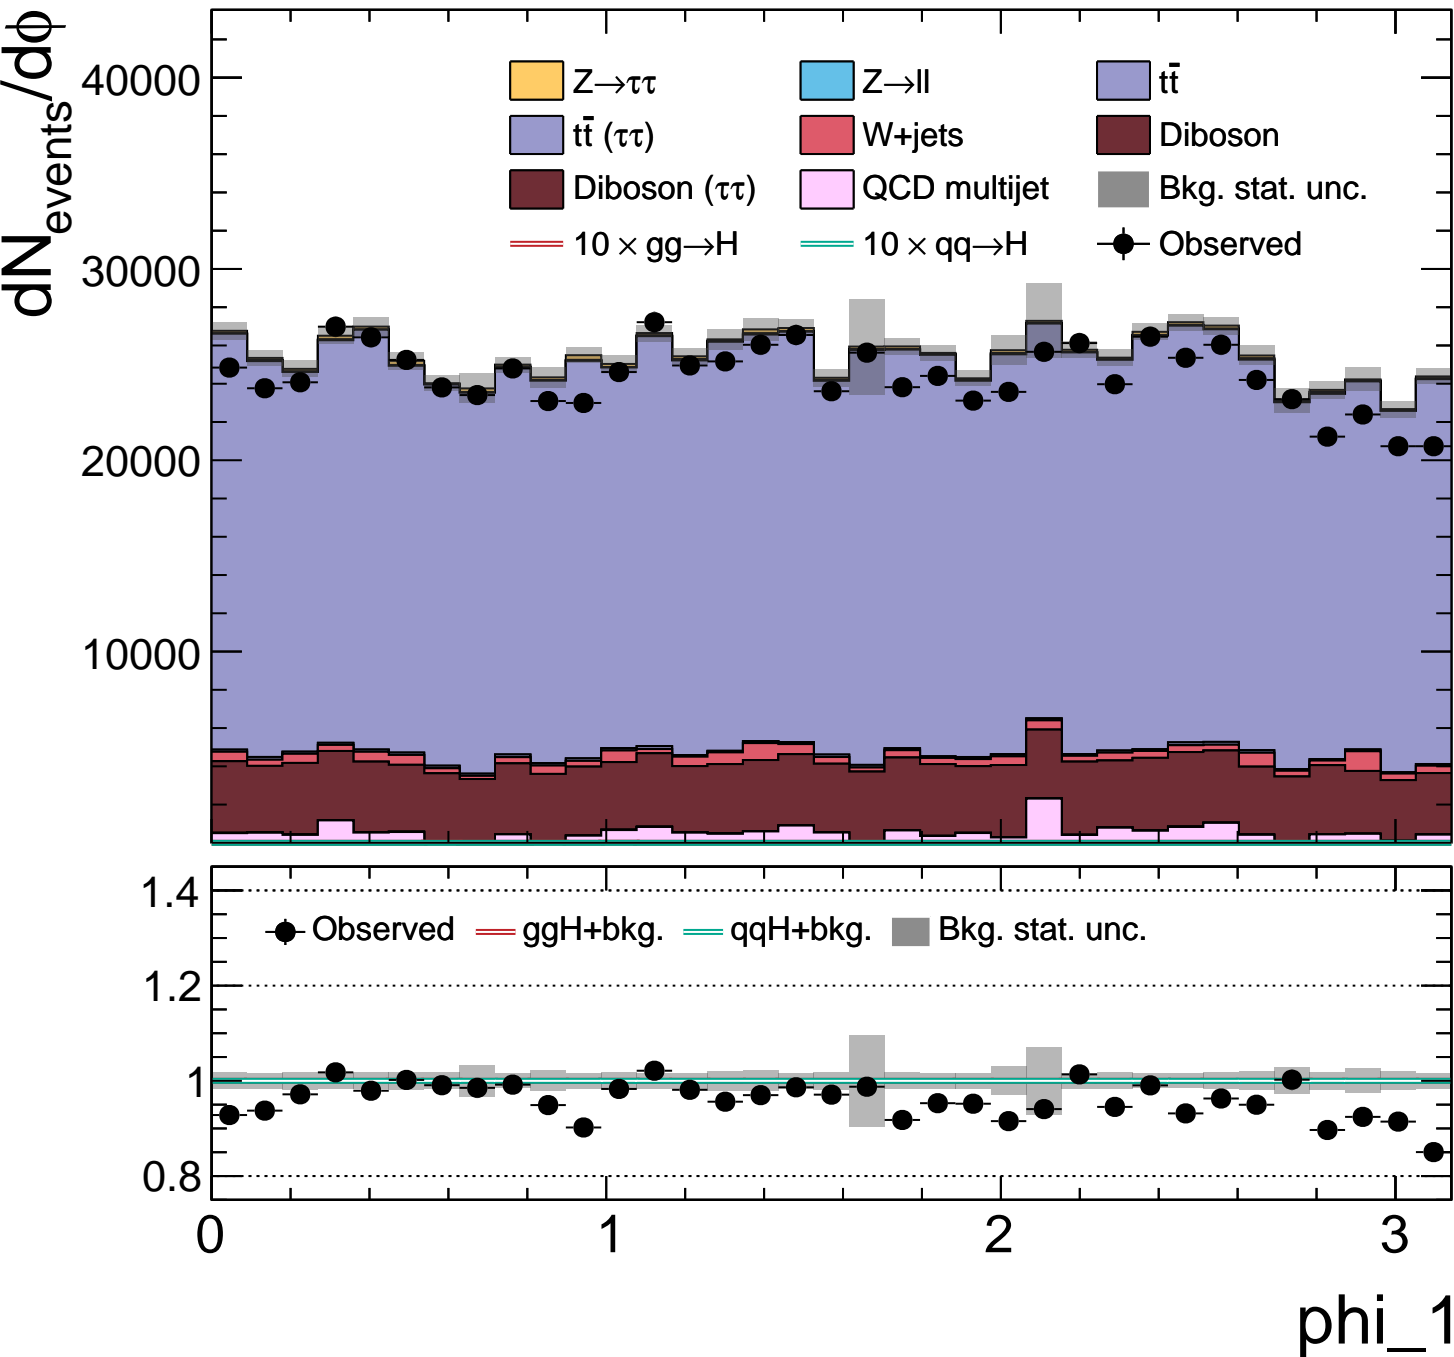 dN_events/dϕ
40000
30000
20000
10000
Z→ττ Z→ll tt̄
tt̄ (ττ) W+jets Diboson
Diboson (ττ) QCD multijet Bkg. stat. unc.
10 × gg→H 10 × qq→H Observed
1.4
1.2
1
0.8
Observed ggH+bkg. qqH+bkg. Bkg. stat. unc.
0 1 2 3
phi_1